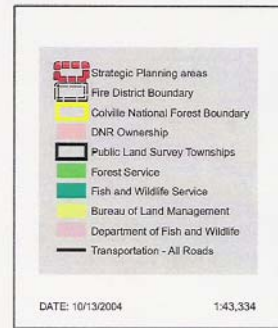 Strategic Planning areas
Fire District Boundary
Colville National Forest Boundary
DNR Ownership
Public Land Survey Townships
Forest Service
Fish and Wildlife Service
Bureau of Land Management
Department of Fish and Wildlife
Transportation - All Roads
DATE: 10/13/2004 1:43,334